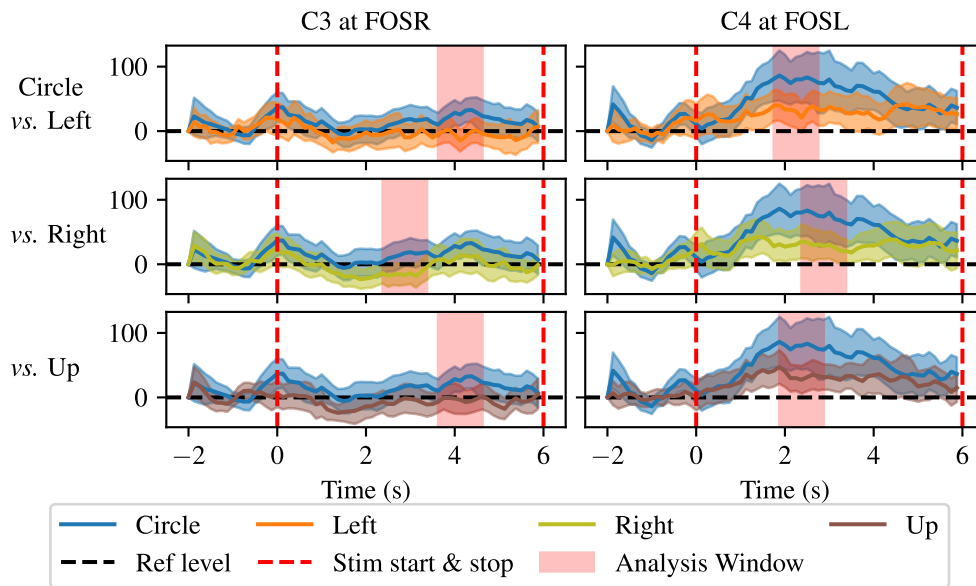 C3 at FOSR
C4 at FOSL
Circle
vs. Left
100
0
vs. Right
100
0
vs. Up
100
0
−2 0 2 4 6
−2 0 2 4 6
Time (s)
Time (s)
Circle Left Right Up
Ref level Stim start & stop Analysis Window